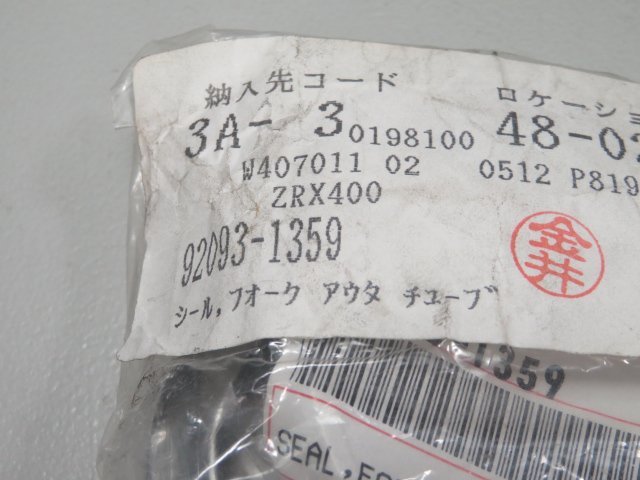 納入先コード ロケーショ
3A- 3 0198100 48-02
W407011 02 0512 P819
ZRX400
92093-1359
シール,フオーク アウタ チユーブ
金井
-1359
SEAL,FO